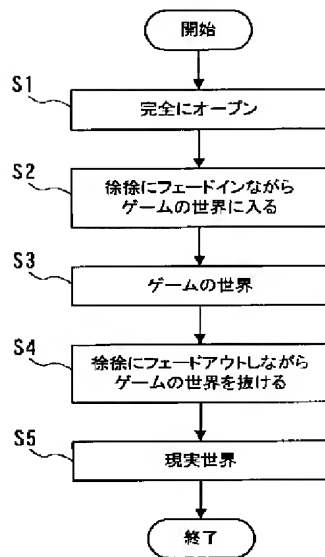 開始
S1
完全にオープン
S2
徐徐にフェードインながら
ゲームの世界に入る
S3
ゲームの世界
S4
徐徐にフェードアウトしながら
ゲームの世界を抜ける
S5
現実世界
終了